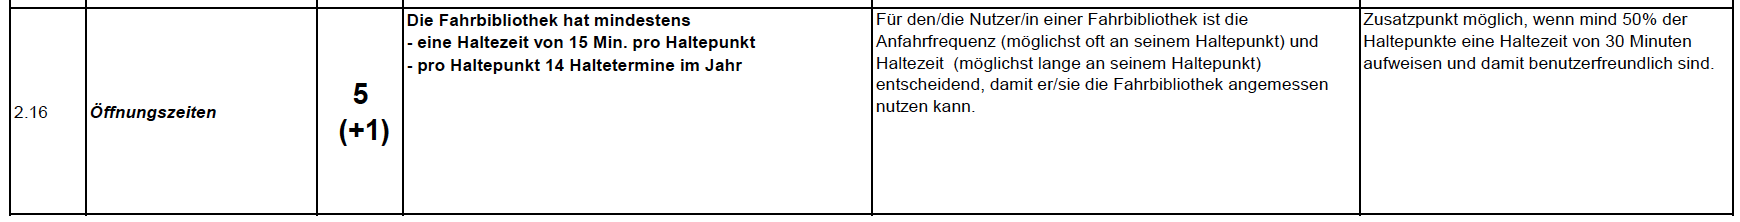 2.16
Öffnungszeiten
5
(+1)
Die Fahrbibliothek hat mindestens
- eine Haltezeit von 15 Min. pro Haltepunkt
- pro Haltepunkt 14 Haltetermine im Jahr
Für den/die Nutzer/in einer Fahrbibliothek ist die
Anfahrfrequenz (möglichst oft an seinem Haltepunkt) und
Haltezeit  (möglichst lange an seinem Haltepunkt)
entscheidend, damit er/sie die Fahrbibliothek angemessen
nutzen kann.
Zusatzpunkt möglich, wenn mind 50% der
Haltepunkte eine Haltezeit von 30 Minuten
aufweisen und damit benutzerfreundlich sind.